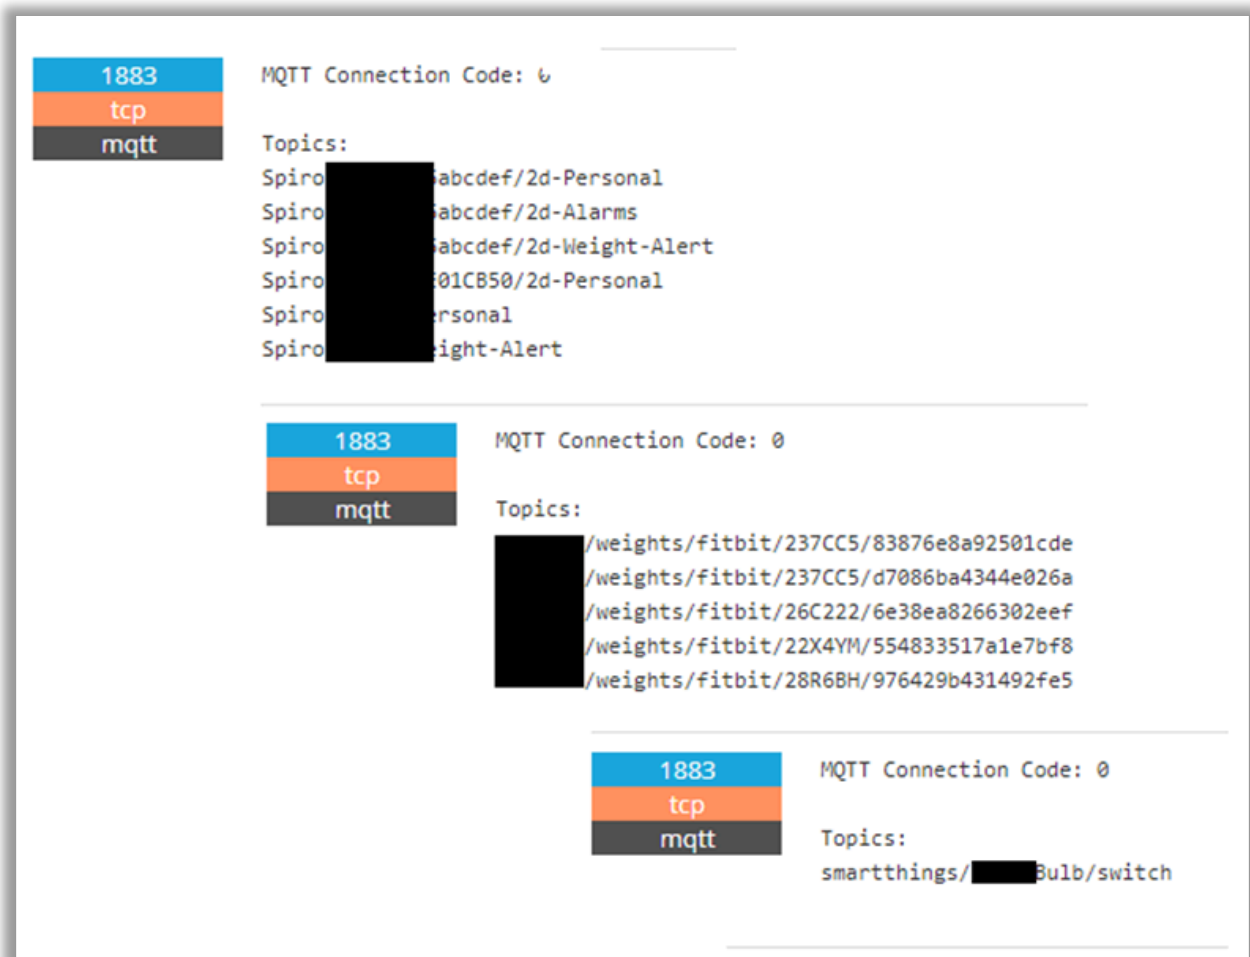 1883
tcp
mqtt
MQTT Connection Code:
Topics:
Spiro abcdef/2d-Personal
Spiro abcdef/2d-Alarms
Spiro abcdef/2d-Weight-Alert
Spiro 01CB50/2d-Personal
Spiro ersonal
Spiro ight-Alert
1883
tcp
mqtt
MQTT Connection Code: 0
Topics:
/weights/fitbit/237CC5/83876e8a92501cde
/weights/fitbit/237CC5/d7086ba4344e026a
/weights/fitbit/26C222/6e38ea8266302eef
/weights/fitbit/22X4YM/554833517a1e7bf8
/weights/fitbit/28R6BH/976429b431492fe5
1883
tcp
mqtt
MQTT Connection Code: 0
Topics:
smartthings/ Bulb/switch